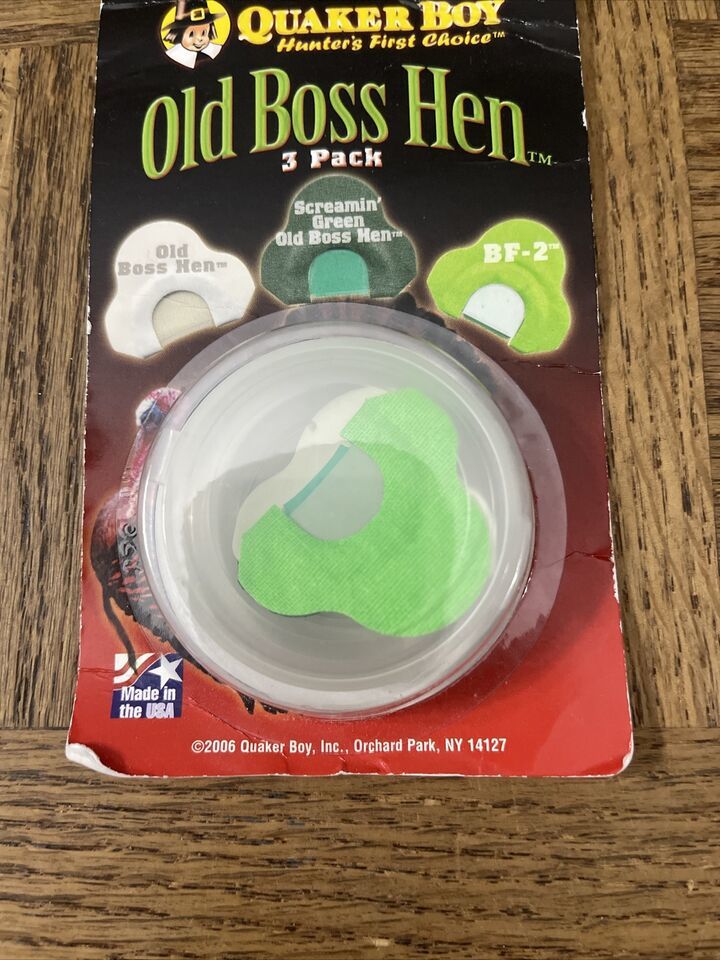 QUAKER BOY
Hunter's First Choice™
Old Boss Hen™
3 Pack
Old
Boss Hen™
Screamin'
Green
Old Boss Hen™
BF-2™
Made in
the USA
©2006 Quaker Boy, Inc., Orchard Park, NY 14127